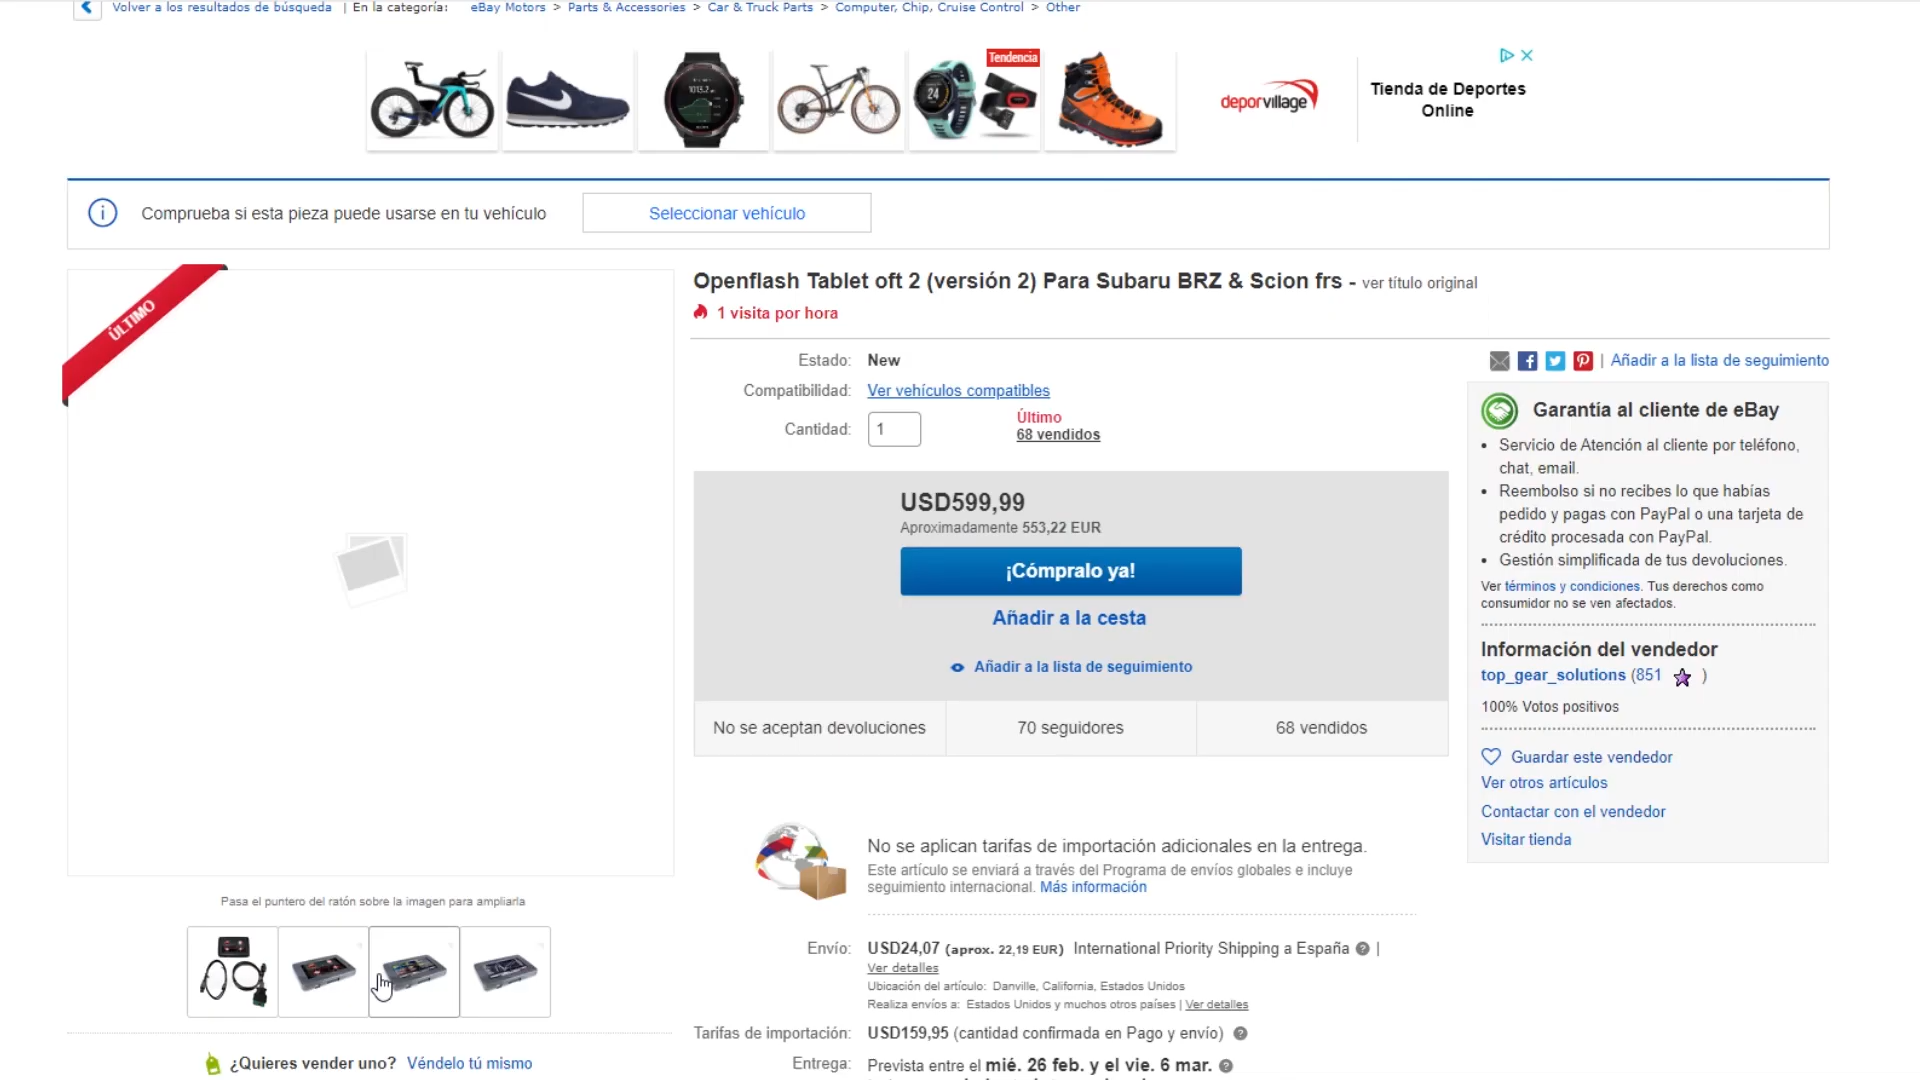 Volver a los resultados de búsqueda | En la categoría: eBay Motors > Parts & Accessories > Car & Truck Parts > Computer, Chip, Cruise Control > Other
Tendencia
1013.2
24
deporvillage
Tienda de Deportes
Online
Comprueba si esta pieza puede usarse en tu vehículo
Seleccionar vehículo
ÚLTIMO
Openflash Tablet oft 2 (versión 2) Para Subaru BRZ & Scion frs - ver título original
1 visita por hora
Estado: New
Compatibilidad: Ver vehículos compatibles
Cantidad: 1
Último
68 vendidos
USD599,99
Aproximadamente 553,22 EUR
¡Cómpralo ya!
Añadir a la cesta
Añadir a la lista de seguimiento
No se aceptan devoluciones
70 seguidores
68 vendidos
| Añadir a la lista de seguimiento
Garantía al cliente de eBay
• Servicio de Atención al cliente por teléfono,
chat, email.
• Reembolso si no recibes lo que habías
pedido y pagas con PayPal o una tarjeta de
crédito procesada con PayPal.
• Gestión simplificada de tus devoluciones.
Ver términos y condiciones. Tus derechos como
consumidor no se ven afectados.
Información del vendedor
top_gear_solutions (851 )
100% Votos positivos
Guardar este vendedor
Ver otros artículos
Contactar con el vendedor
Visitar tienda
No se aplican tarifas de importación adicionales en la entrega.
Este artículo se enviará a través del Programa de envíos globales e incluye
seguimiento internacional. Más información
Envío: USD24,07 (aprox. 22,19 EUR) International Priority Shipping a España ? |
Ver detalles
Ubicación del artículo: Danville, California, Estados Unidos
Realiza envíos a: Estados Unidos y muchos otros países | Ver detalles
Tarifas de importación: USD159,95 (cantidad confirmada en Pago y envío) ?
Entrega: Prevista entre el mié. 26 feb. y el vie. 6 mar. ?
Pasa el puntero del ratón sobre la imagen para ampliarla
¿Quieres vender uno? Véndelo tú mismo